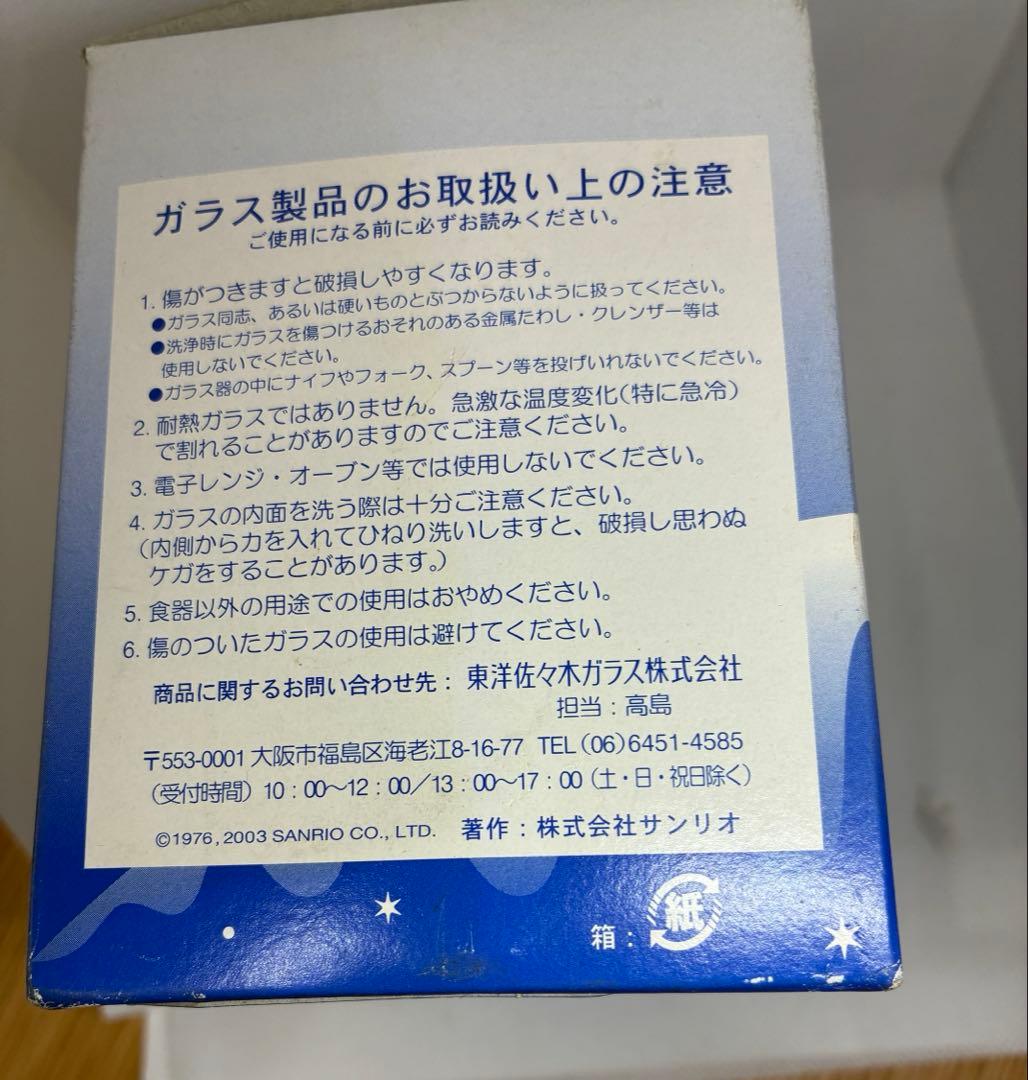 ガラス製品のお取扱い上の注意
ご使用になる前に必ずお読みください。
1. 傷がつきますと破損しやすくなります。
●ガラス同志、あるいは硬いものとぶつからないように扱ってください。
●洗浄時にガラスを傷つけるおそれのある金属たわし・クレンザー等は
使用しないでください。
●ガラス器の中にナイフやフォーク、スプーン等を投げいれないでください。
2. 耐熱ガラスではありません。急激な温度変化(特に急冷)
で割れることがありますのでご注意ください。
3. 電子レンジ・オーブン等では使用しないでください。
4. ガラスの内面を洗う際は十分ご注意ください。
(内側から力を入れてひねり洗いしますと、破損し思わぬ
ケガをすることがあります。)
5. 食器以外の用途での使用はおやめください。
6. 傷のついたガラスの使用は避けてください。
商品に関するお問い合わせ先：東洋佐々木ガラス株式会社
担当：高島
〒553-0001 大阪市福島区海老江8-16-77 TEL(06)6451-4585
(受付時間) 10：00〜12：00／13：00〜17：00 (土・日・祝日除く)
©1976,2003 SANRIO CO., LTD. 著作：株式会社サンリオ
箱：紙